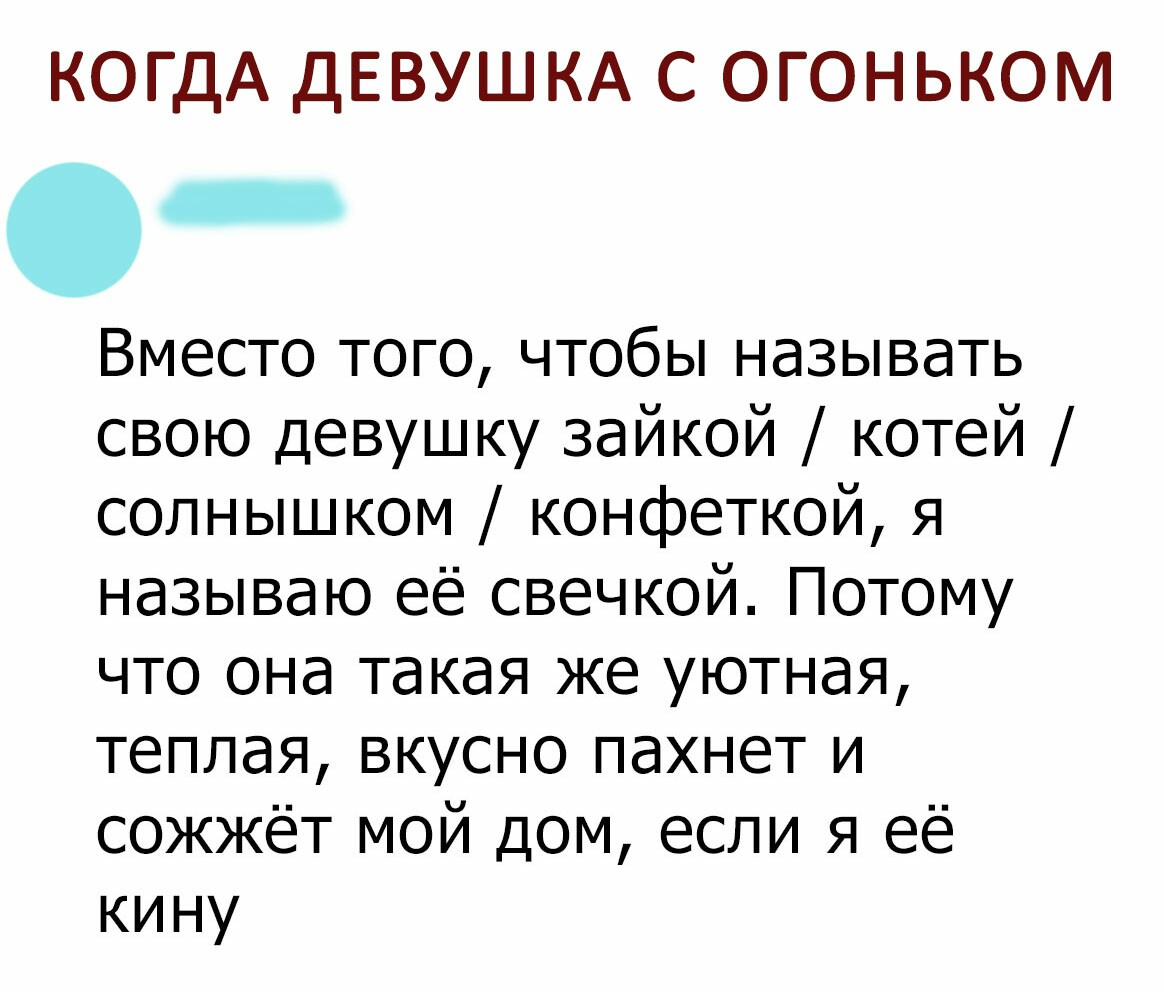 КОГДА ДЕВУШКА С ОГОНЬКОМ
Вместо того, чтобы называть
свою девушку зайкой / котей /
солнышком / конфеткой, я
называю её свечкой. Потому
что она такая же уютная,
теплая, вкусно пахнет и
сожжёт мой дом, если я её
кину